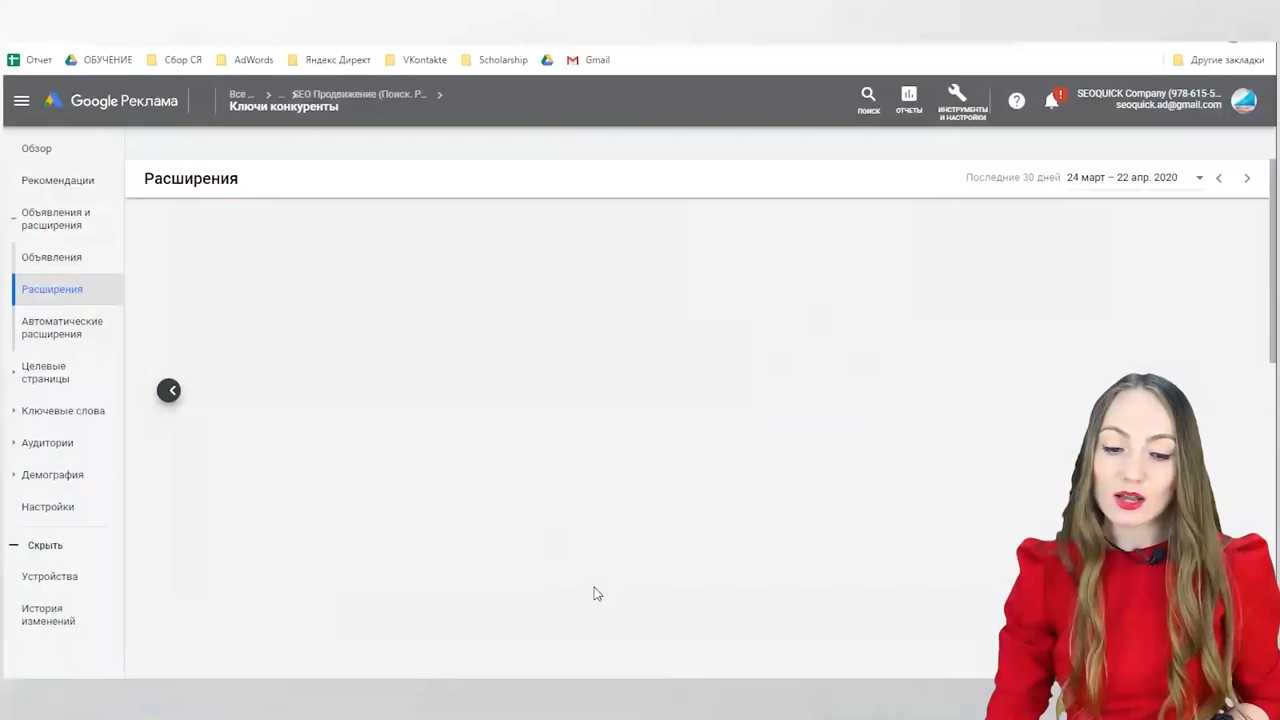 Отчет ОБУЧЕНИЕ Сбор СЯ AdWords Яндекс Директ VKontakte Scholarship Gmail Другие закладки
Google Реклама
Все ... ... SEO Продвижение (Поиск. Р...
Ключи конкуренты
ПОИСК
ОТЧЕТЫ
ИНСТРУМЕНТЫ
И НАСТРОЙКИ
SEOQUICK Company (978-615-5...
seoquick.ad@gmail.com
Обзор
Рекомендации
Объявления и
расширения
Объявления
Расширения
Автоматические
расширения
Целевые
страницы
Ключевые слова
Аудитории
Демография
Настройки
Скрыть
Устройства
История
изменений
Расширения
Последние 30 дней 24 март – 22 апр. 2020